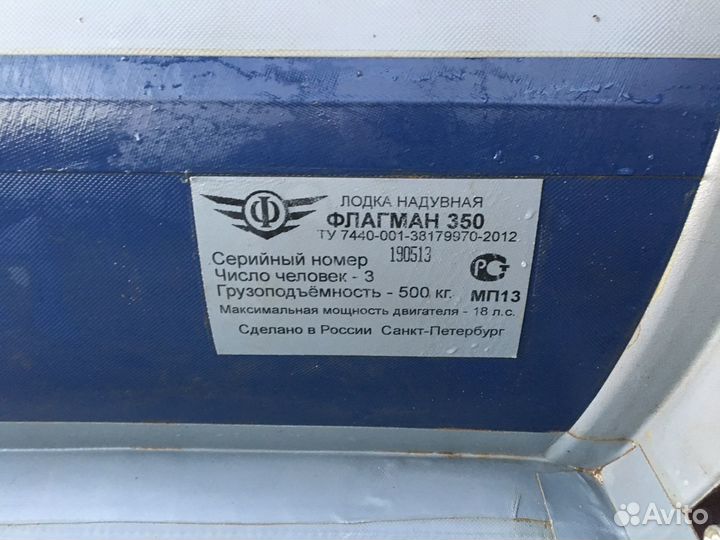 Ф
ЛОДКА НАДУВНАЯ
ФЛАГМАН 350
ТУ 7440-001-38179970-2012
Серийный номер 190513
Число человек - 3
Грузоподъёмность - 500 кг.
РСТ
МП13
Максимальная мощность двигателя - 18 л.с.
Сделано в России Санкт-Петербург
Avito